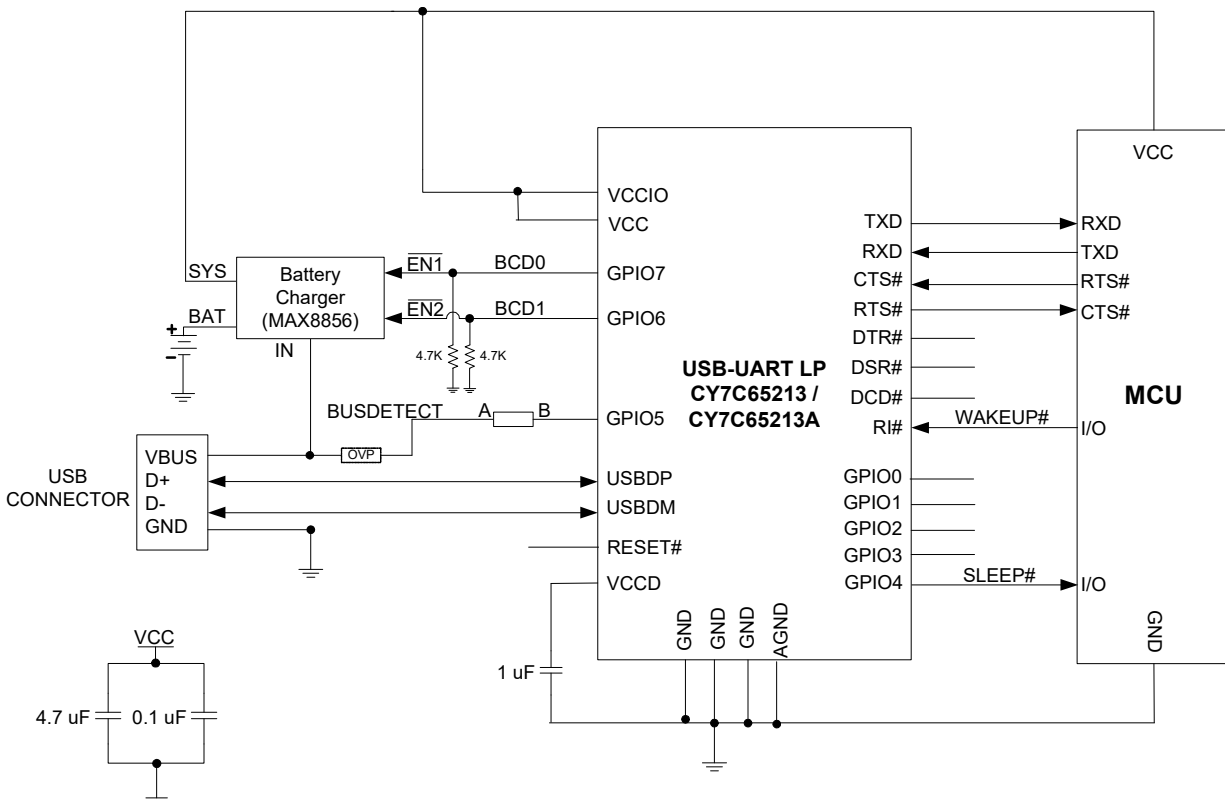 VCC
VCCIO
VCC
TXD
RXD
RXD
TXD
CTS#
RTS#
RTS#
CTS#
DTR#
DSR#
DCD#
RI#
WAKEUP#
I/O
GPIO0
GPIO1
GPIO2
GPIO3
GPIO4
SLEEP#
I/O
MCU
GND
SYS
BAT
+
-
Battery
Charger
(MAX8856)
IN
EN1
BCD0
GPIO7
EN2
BCD1
GPIO6
4.7K
4.7K
USB-UART LP
CY7C65213 /
CY7C65213A
BUSDETECT
A
B
GPIO5
OVP
USB
CONNECTOR
VBUS
D+
D-
GND
USBDP
USBDM
RESET#
VCCD
GND
GND
GND
AGND
1 uF
VCC
4.7 uF
0.1 uF